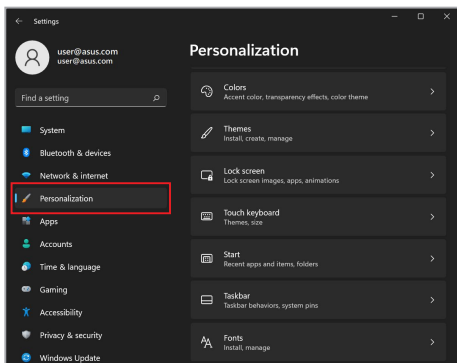 Settings
user@asus.com
user@asus.com
Find a setting
System
Bluetooth & devices
Network & internet
Personalization
Apps
Accounts
Time & language
Gaming
Accessibility
Privacy & security
Windows Update
Personalization
Colors
Accent color, transparency effects, color theme
Themes
Install, create, manage
Lock screen
Lock screen images, apps, animations
Touch keyboard
Themes, size
Start
Recent apps and items, folders
Taskbar
Taskbar behaviors, system pins
Fonts
Install, manage